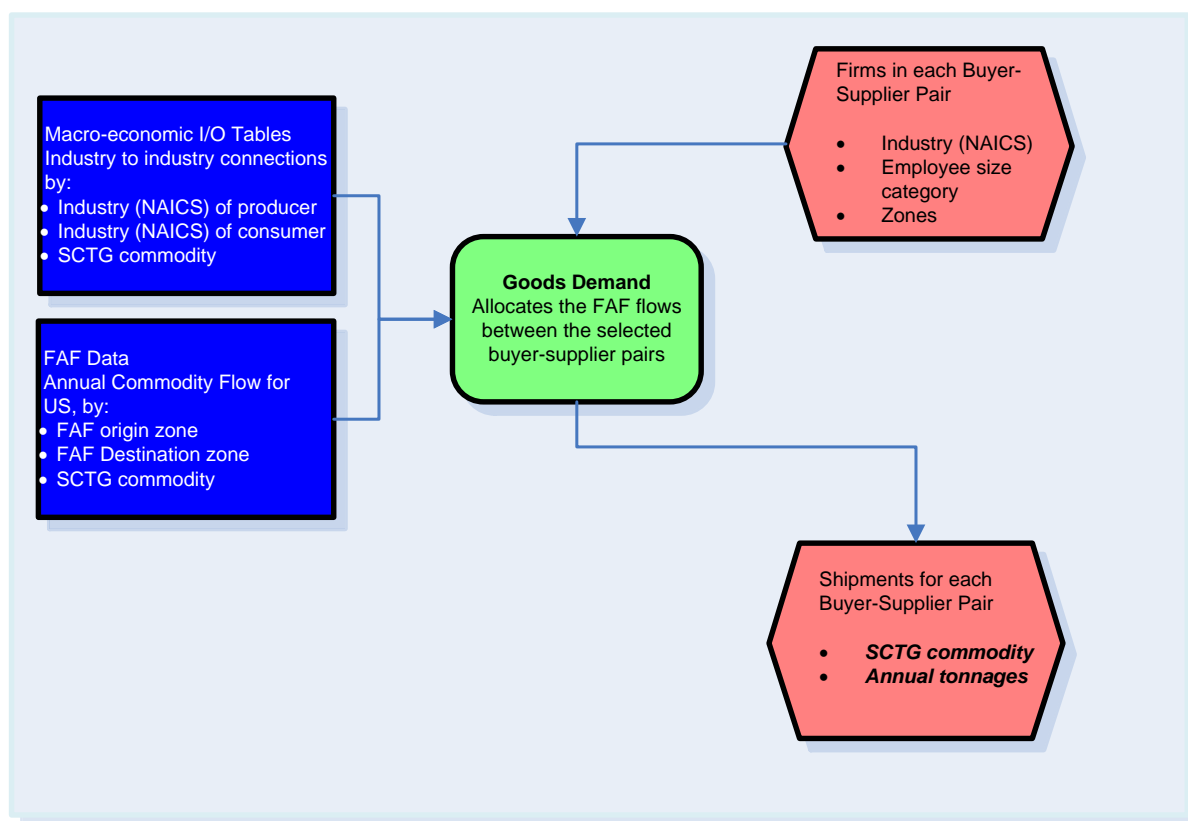 Macro-economic I/O Tables
Industry to industry connections
by:
• Industry (NAICS) of producer
• Industry (NAICS) of consumer
• SCTG commodity
FAF Data
Annual Commodity Flow for
US, by:
• FAF origin zone
• FAF Destination zone
• SCTG commodity
Goods Demand
Allocates the FAF flows
between the selected
buyer-supplier pairs
Firms in each Buyer-
Supplier Pair
• Industry (NAICS)
• Employee size
category
• Zones
Shipments for each
Buyer-Supplier Pair
• SCTG commodity
• Annual tonnages